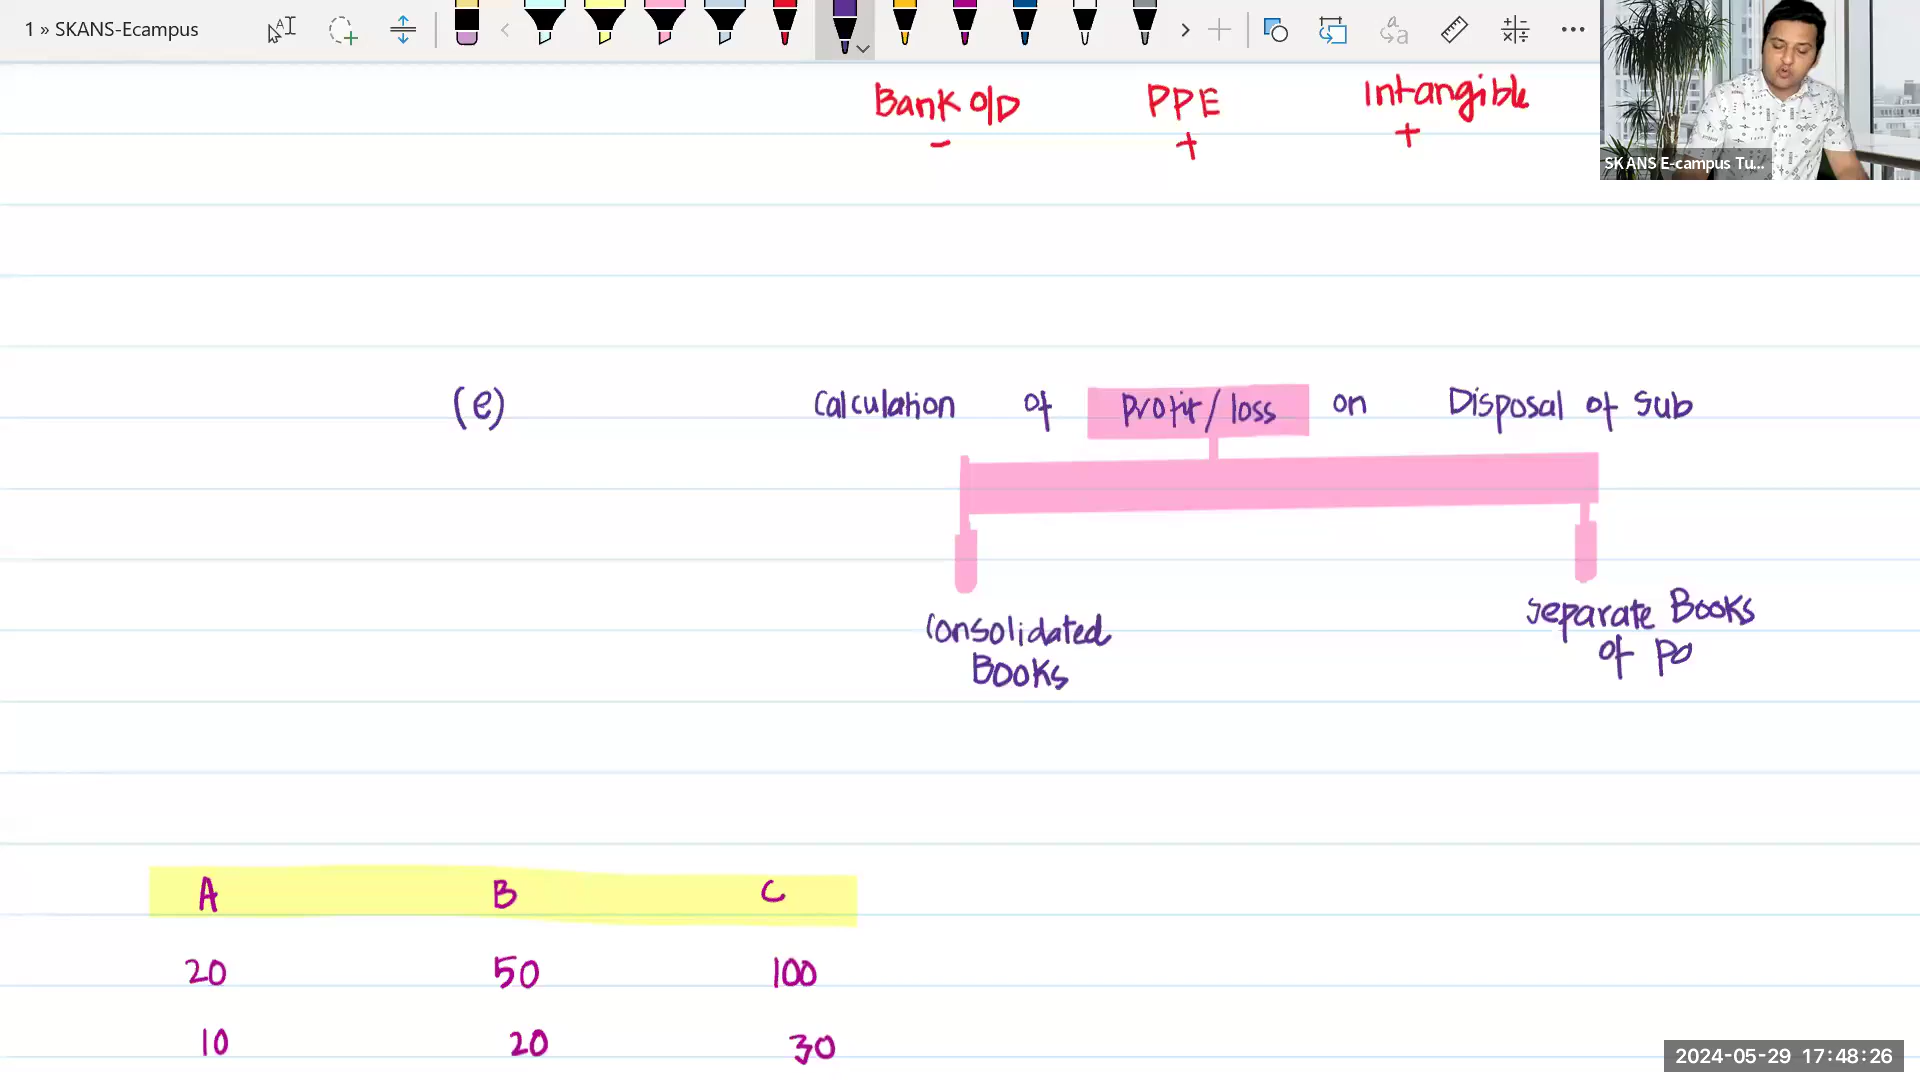 1 » SKANS-Ecampus
SKANS E-campus Tu...
Bank O/D PPE Intangible
- + +
(e) Calculation of Profit/loss on Disposal of Sub
Consolidated
Books
Separate Books
of Po
A B C
20 50 100
10 20 30
2024-05-29 17:48:26